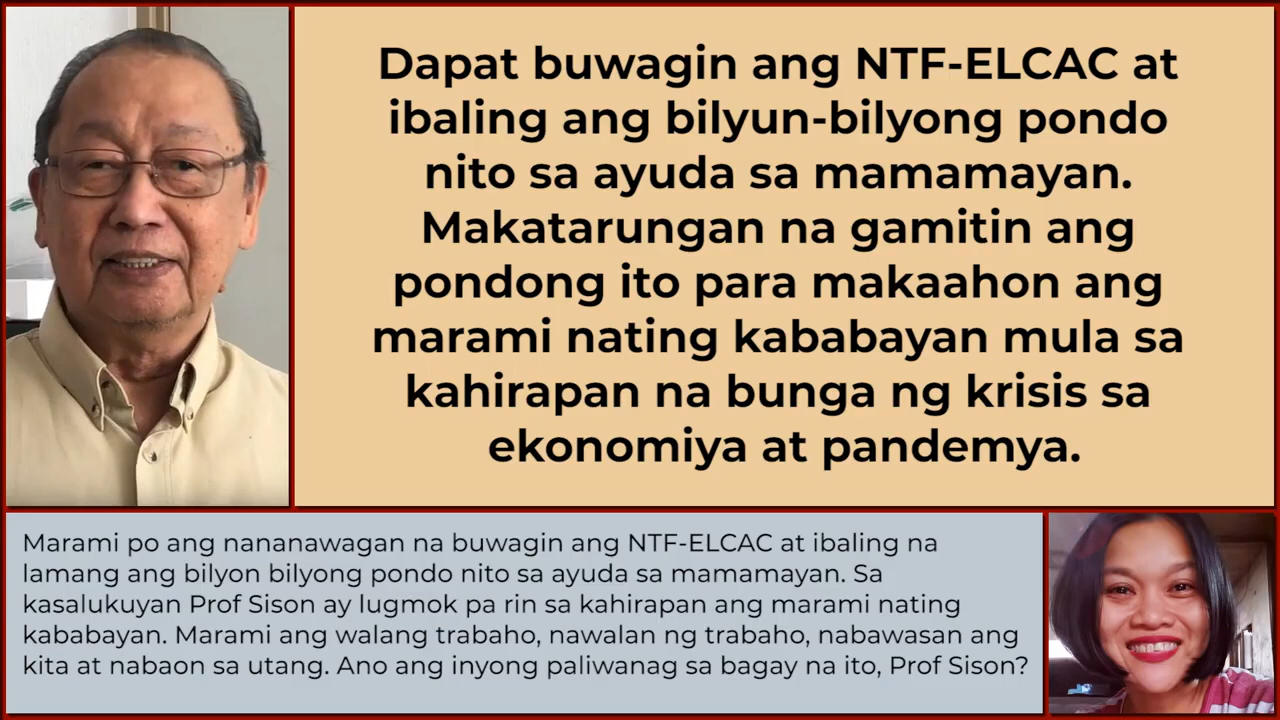 Dapat buwagin ang NTF-ELCAC at
ibaling ang bilyun-bilyong pondo
nito sa ayuda sa mamamayan.
Makatarungan na gamitin ang
pondong ito para makaahon ang
marami nating kababayan mula sa
kahirapan na bunga ng krisis sa
ekonomiya at pandemya.
Marami po ang nananawagan na buwagin ang NTF-ELCAC at ibaling na
lamang ang bilyon bilyong pondo nito sa ayuda sa mamamayan. Sa
kasalukuyan Prof Sison ay lugmok pa rin sa kahirapan ang marami nating
kababayan. Marami ang walang trabaho, nawalan ng trabaho, nabawasan ang
kita at nabaon sa utang. Ano ang inyong paliwanag sa bagay na ito, Prof Sison?